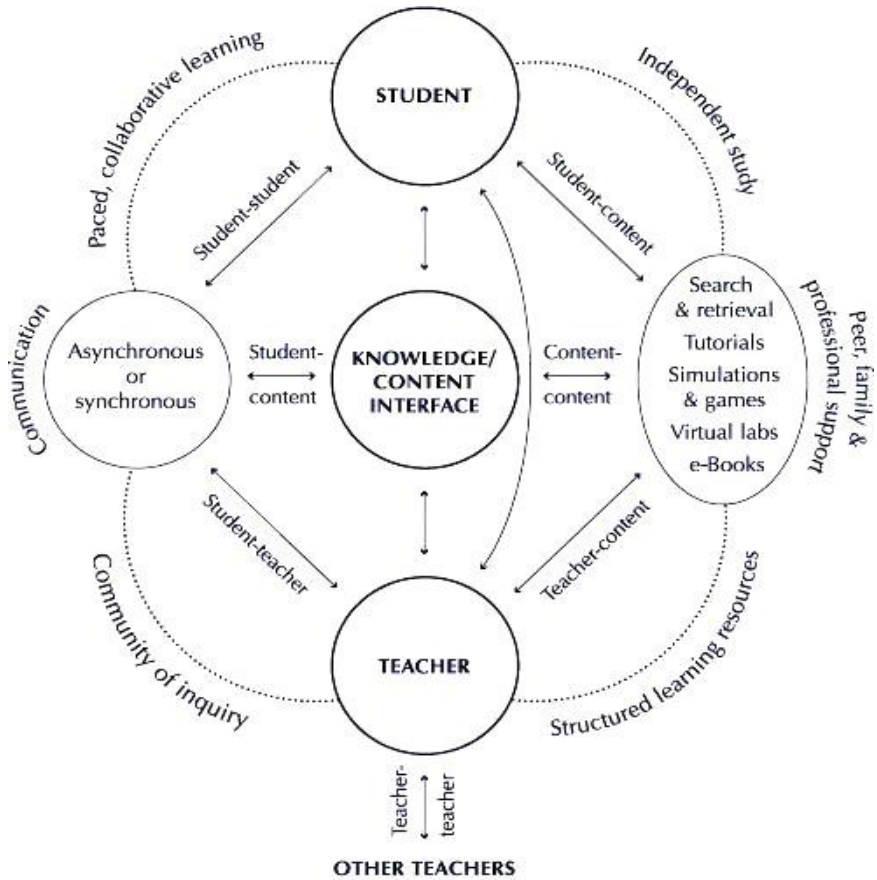 Paced, collaborative learning
STUDENT
Independent study
Student-student
Student-content
Communication
Asynchronous
or
synchronous
Student-
content
KNOWLEDGE/
CONTENT
INTERFACE
Content-
content
Search
& retrieval
Tutorials
Simulations
& games
Virtual labs
e-Books
Peer, family &
professional support
Student-teacher
Teacher-content
Community of inquiry
TEACHER
Structured learning resources
Teacher-
teacher
OTHER TEACHERS